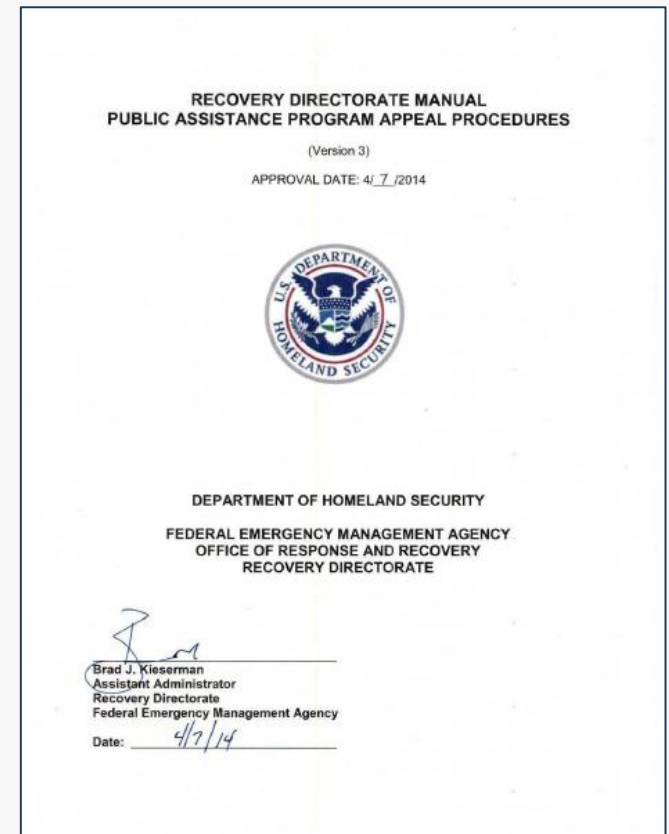 RECOVERY DIRECTORATE MANUAL
PUBLIC ASSISTANCE PROGRAM APPEAL PROCEDURES
(Version 3)
APPROVAL DATE: 4/ 7 /2014
U.S. DEPARTMENT OF
HOMELAND SECURITY
DEPARTMENT OF HOMELAND SECURITY
FEDERAL EMERGENCY MANAGEMENT AGENCY
OFFICE OF RESPONSE AND RECOVERY
RECOVERY DIRECTORATE
Brad J. Kieserman
Assistant Administrator
Recovery Directorate
Federal Emergency Management Agency
Date: 4/7/14